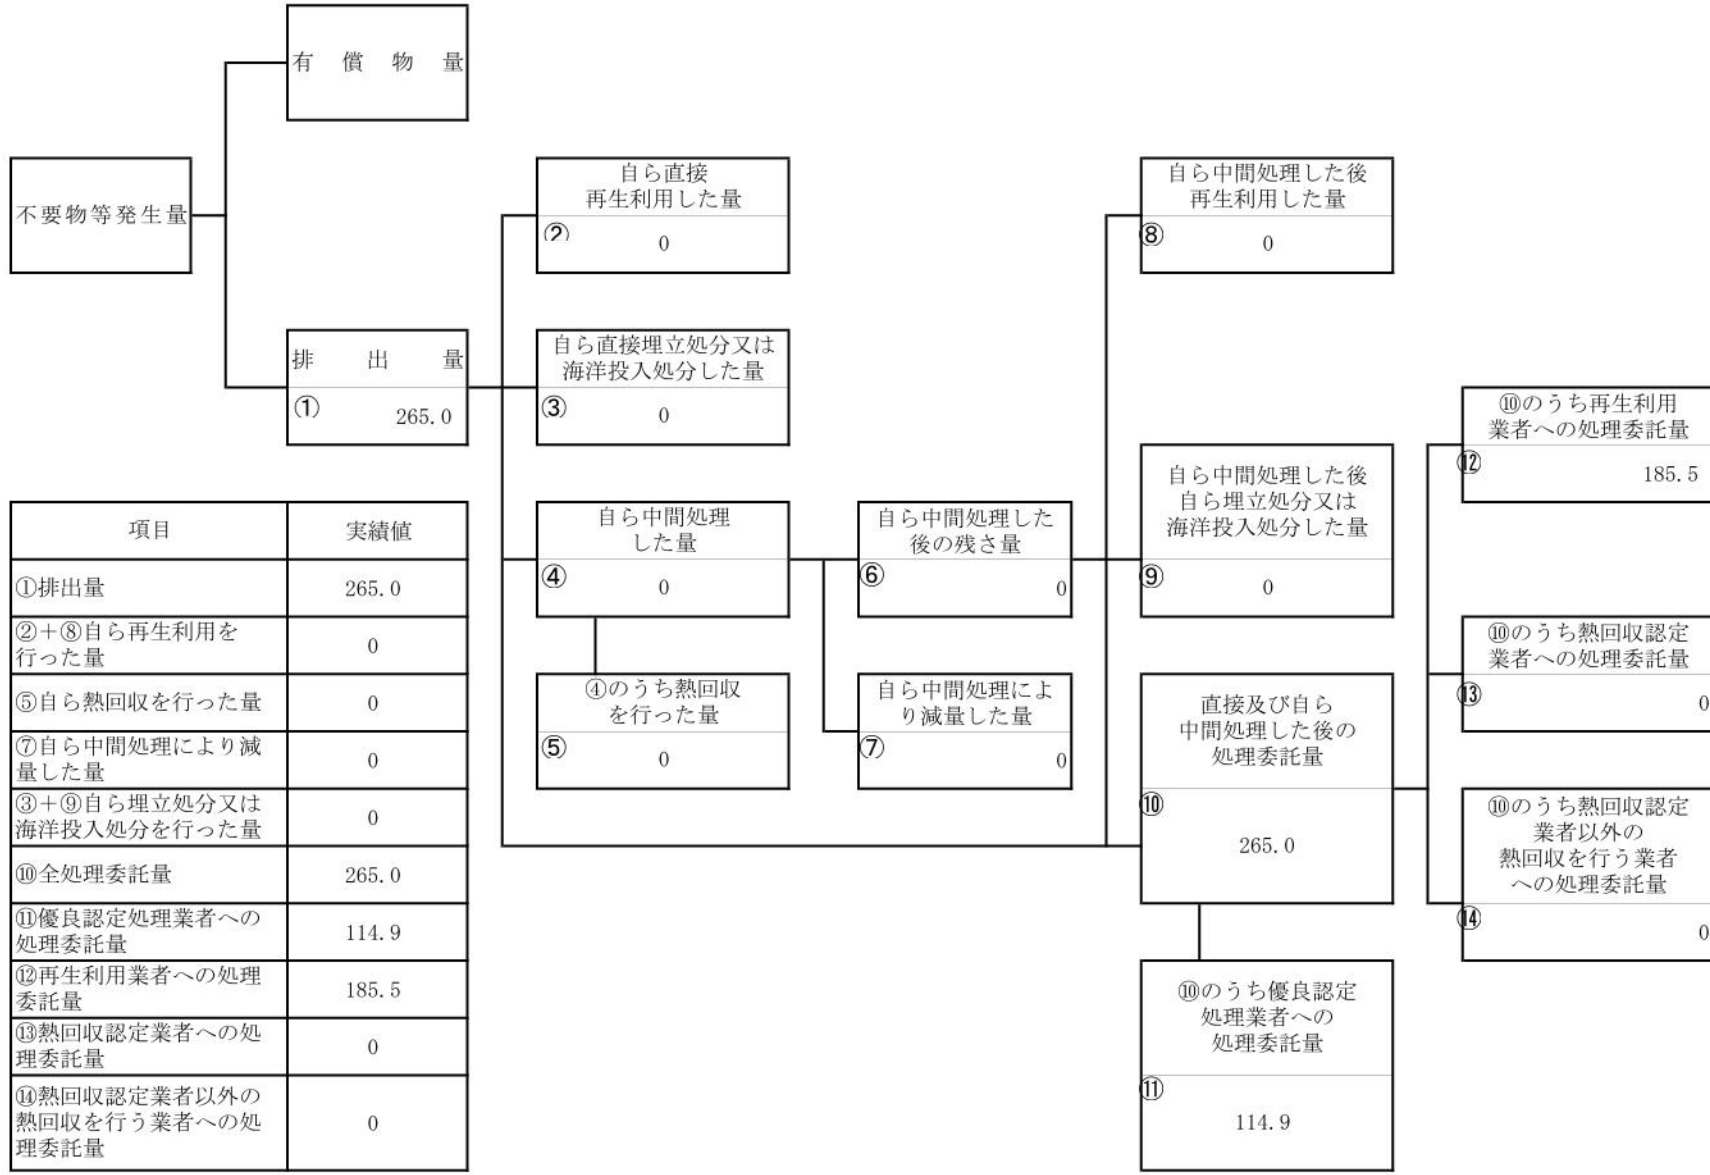 有償物量
不要物等発生量
排出量
①
265.0
自ら直接
再生利用した量
②
0
自ら直接埋立処分又は
海洋投入処分した量
③
0
自ら中間処理
した量
④
0
④のうち熱回収
を行った量
⑤
0
自ら中間処理した
後の残さ量
⑥
0
自ら中間処理によ
り減量した量
⑦
0
自ら中間処理した後
再生利用した量
⑧
0
自ら中間処理した後
自ら埋立処分又は
海洋投入処分した量
⑨
0
直接及び自ら
中間処理した後の
処理委託量
⑩
265.0
⑩のうち優良認定
処理業者への
処理委託量
⑪
114.9
⑩のうち再生利用
業者への処理委託量
⑫
185.5
⑩のうち熱回収認定
業者への処理委託量
⑬
0
⑩のうち熱回収認定
業者以外の
熱回収を行う業者
への処理委託量
⑭
0
項目 実績値
①排出量 265.0
②＋⑧自ら再生利用を
行った量 0
⑤自ら熱回収を行った量 0
⑦自ら中間処理により減
量した量 0
③＋⑨自ら埋立処分又は
海洋投入処分を行った量 0
⑩全処理委託量 265.0
⑪優良認定処理業者への
処理委託量 114.9
⑫再生利用業者への処理
委託量 185.5
⑬熱回収認定業者への処
理委託量 0
⑭熱回収認定業者以外の
熱回収を行う業者への処
理委託量 0